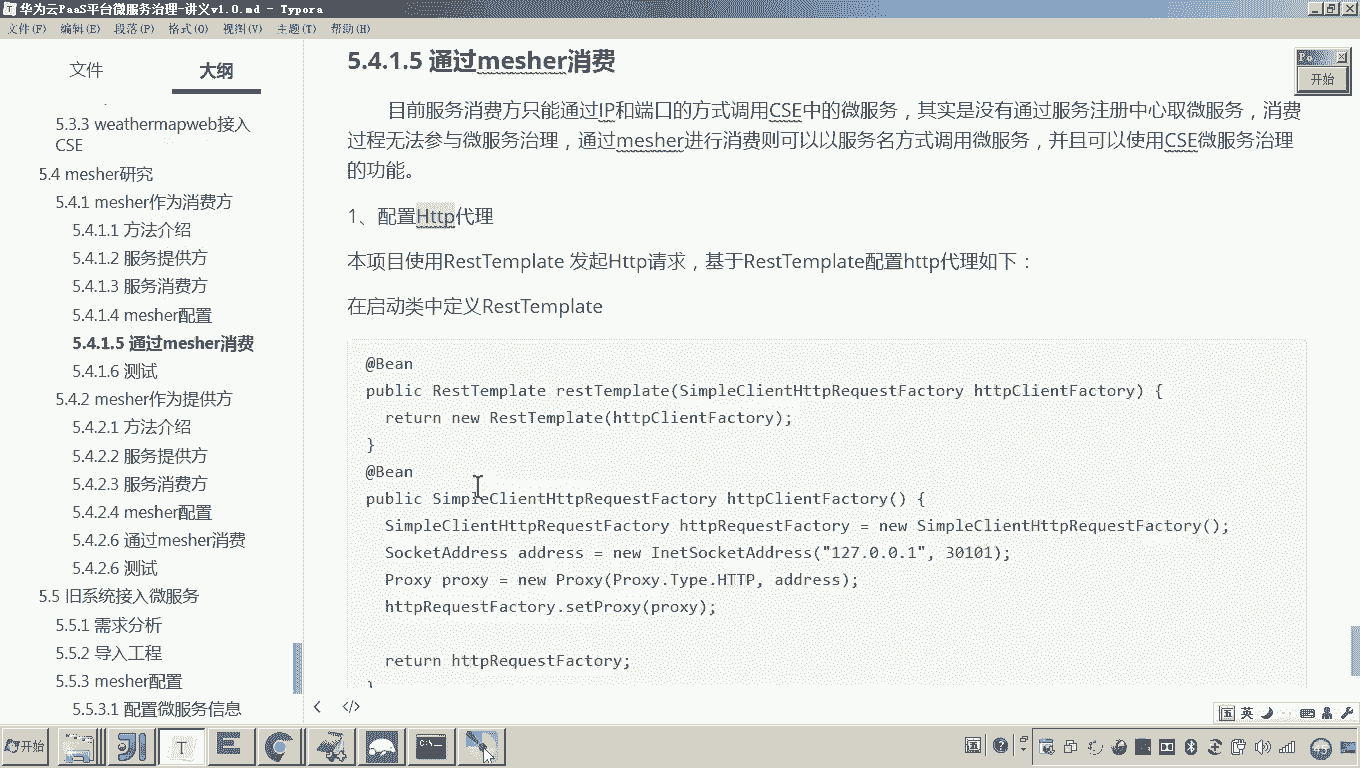 华为云PaaS平台微服务治理-讲义v1.0.md - Typora
文件(F) 编辑(E) 段落(P) 格式(O) 视图(V) 主题(T) 帮助(H)
文件 大纲
5.3.3 weathermapweb接入
CSE
5.4 mesher研究
5.4.1 mesher作为消费方
5.4.1.1 方法介绍
5.4.1.2 服务提供方
5.4.1.3 服务消费方
5.4.1.4 mesher配置
5.4.1.5 通过mesher消费
5.4.1.6 测试
5.4.2 mesher作为提供方
5.4.2.1 方法介绍
5.4.2.2 服务提供方
5.4.2.3 服务消费方
5.4.2.4 mesher配置
5.4.2.6 通过mesher消费
5.4.2.6 测试
5.5 旧系统接入微服务
5.5.1 需求分析
5.5.2 导入工程
5.5.3 mesher配置
5.5.3.1 配置微服务信息
5.4.1.5 通过mesher消费
目前服务消费方只能通过IP和端口的方式调用CSE中的微服务，其实是没有通过服务注册中心取微服务，消费
过程无法参与微服务治理，通过mesher进行消费则可以以服务名方式调用微服务，并且可以使用CSE微服务治理
的功能。
1、配置Http代理
本项目使用RestTemplate 发起Http请求，基于RestTemplate配置http代理如下：
在启动类中定义RestTemplate
@Bean
public RestTemplate restTemplate(SimpleClientHttpRequestFactory httpClientFactory) {
return new RestTemplate(httpClientFactory);
}
@Bean
public SimpleClientHttpRequestFactory httpClientFactory() {
SimpleClientHttpRequestFactory httpRequestFactory = new SimpleClientHttpRequestFactory();
SocketAddress address = new InetSocketAddress("127.0.0.1", 30101);
Proxy proxy = new Proxy(Proxy.Type.HTTP, address);
httpRequestFactory.setProxy(proxy);
return httpRequestFactory;
}
开始
英
开始